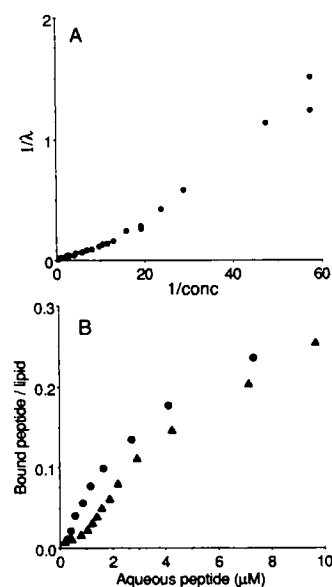 A
2
1
0
1/λ
0 20 40 60
1/conc
B
0.3
0.2
0.1
0.0
Bound peptide / lipid
0 2 4 6 8 10
Aqueous peptide (μM)